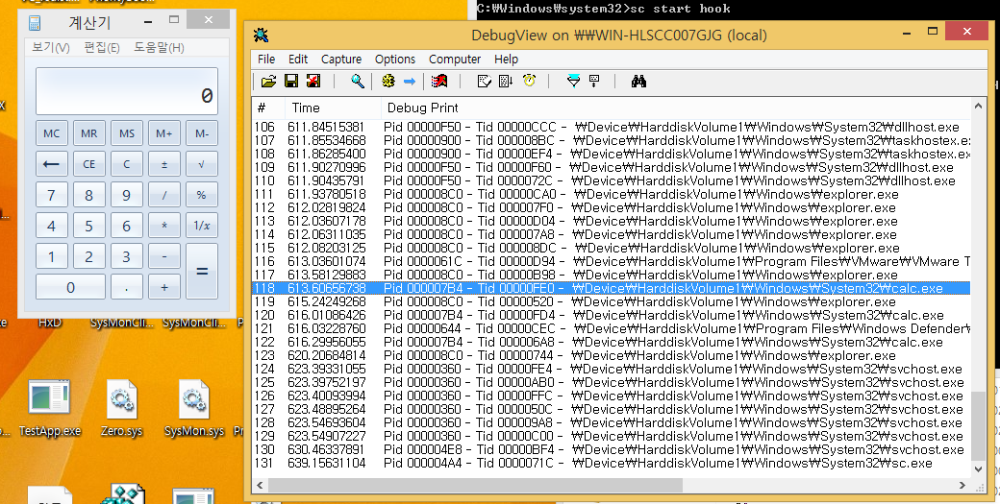 C:\Windows\system32>sc start hook
계산기
보기(V) 편집(E) 도움말(H)
0
MC MR MS M+ M-
← CE C ± √
7 8 9 / %
4 5 6 * 1/x
1 2 3 - =
0 . +
HxD SysMonCli... SysMonCli...
TestApp.exe Zero.sys SysMon.sys
DebugView on ₩₩WIN-HLSCC007GJG (local)
File Edit Capture Options Computer Help
# Time Debug Print
106 611.84515381 Pid 00000F50 - Tid 00000CCC - ₩Device₩HarddiskVolume1₩Windows₩System32₩dllhost.exe
107 611.85534668 Pid 00000900 - Tid 000008BC - ₩Device₩HarddiskVolume1₩Windows₩System32₩taskhostex.e
108 611.86285400 Pid 00000900 - Tid 00000EF4 - ₩Device₩HarddiskVolume1₩Windows₩System32₩taskhostex.e
109 611.90270996 Pid 00000F50 - Tid 00000F60 - ₩Device₩HarddiskVolume1₩Windows₩System32₩dllhost.exe
110 611.90435791 Pid 00000F50 - Tid 0000072C - ₩Device₩HarddiskVolume1₩Windows₩System32₩dllhost.exe
111 611.93780518 Pid 000008C0 - Tid 00000CA0 - ₩Device₩HarddiskVolume1₩Windows₩explorer.exe
112 612.02819824 Pid 000008C0 - Tid 000007F0 - ₩Device₩HarddiskVolume1₩Windows₩explorer.exe
113 612.03607178 Pid 000008C0 - Tid 00000D04 - ₩Device₩HarddiskVolume1₩Windows₩explorer.exe
114 612.06311035 Pid 000008C0 - Tid 000007A8 - ₩Device₩HarddiskVolume1₩Windows₩explorer.exe
115 612.08203125 Pid 000008C0 - Tid 000008DC - ₩Device₩HarddiskVolume1₩Windows₩explorer.exe
116 613.03601074 Pid 0000061C - Tid 00000D94 - ₩Device₩HarddiskVolume1₩Program Files₩VMware₩VMware T
117 613.58129883 Pid 000008C0 - Tid 00000B98 - ₩Device₩HarddiskVolume1₩Windows₩explorer.exe
118 613.60656738 Pid 000007B4 - Tid 00000FE0 - ₩Device₩HarddiskVolume1₩Windows₩System32₩calc.exe
119 615.24249268 Pid 000008C0 - Tid 00000520 - ₩Device₩HarddiskVolume1₩Windows₩explorer.exe
120 616.01086426 Pid 000007B4 - Tid 00000FD4 - ₩Device₩HarddiskVolume1₩Windows₩System32₩calc.exe
121 616.03228760 Pid 00000644 - Tid 00000CEC - ₩Device₩HarddiskVolume1₩Program Files₩Windows Defender₩
122 616.29956055 Pid 000007B4 - Tid 000006A8 - ₩Device₩HarddiskVolume1₩Windows₩System32₩calc.exe
123 620.20684814 Pid 000008C0 - Tid 00000744 - ₩Device₩HarddiskVolume1₩Windows₩explorer.exe
124 623.39331055 Pid 00000360 - Tid 00000FE4 - ₩Device₩HarddiskVolume1₩Windows₩System32₩svchost.exe
125 623.39752197 Pid 00000360 - Tid 00000AB0 - ₩Device₩HarddiskVolume1₩Windows₩System32₩svchost.exe
126 623.40093994 Pid 00000360 - Tid 00000FFC - ₩Device₩HarddiskVolume1₩Windows₩System32₩svchost.exe
127 623.48895264 Pid 00000360 - Tid 0000050C - ₩Device₩HarddiskVolume1₩Windows₩System32₩svchost.exe
128 623.54693604 Pid 00000360 - Tid 000009A8 - ₩Device₩HarddiskVolume1₩Windows₩System32₩svchost.exe
129 623.54907227 Pid 00000360 - Tid 00000C00 - ₩Device₩HarddiskVolume1₩Windows₩System32₩svchost.exe
130 630.46337891 Pid 000004E8 - Tid 00000BF4 - ₩Device₩HarddiskVolume1₩Windows₩System32₩svchost.exe
131 639.15631104 Pid 000004A4 - Tid 0000071C - ₩Device₩HarddiskVolume1₩Windows₩System32₩sc.exe